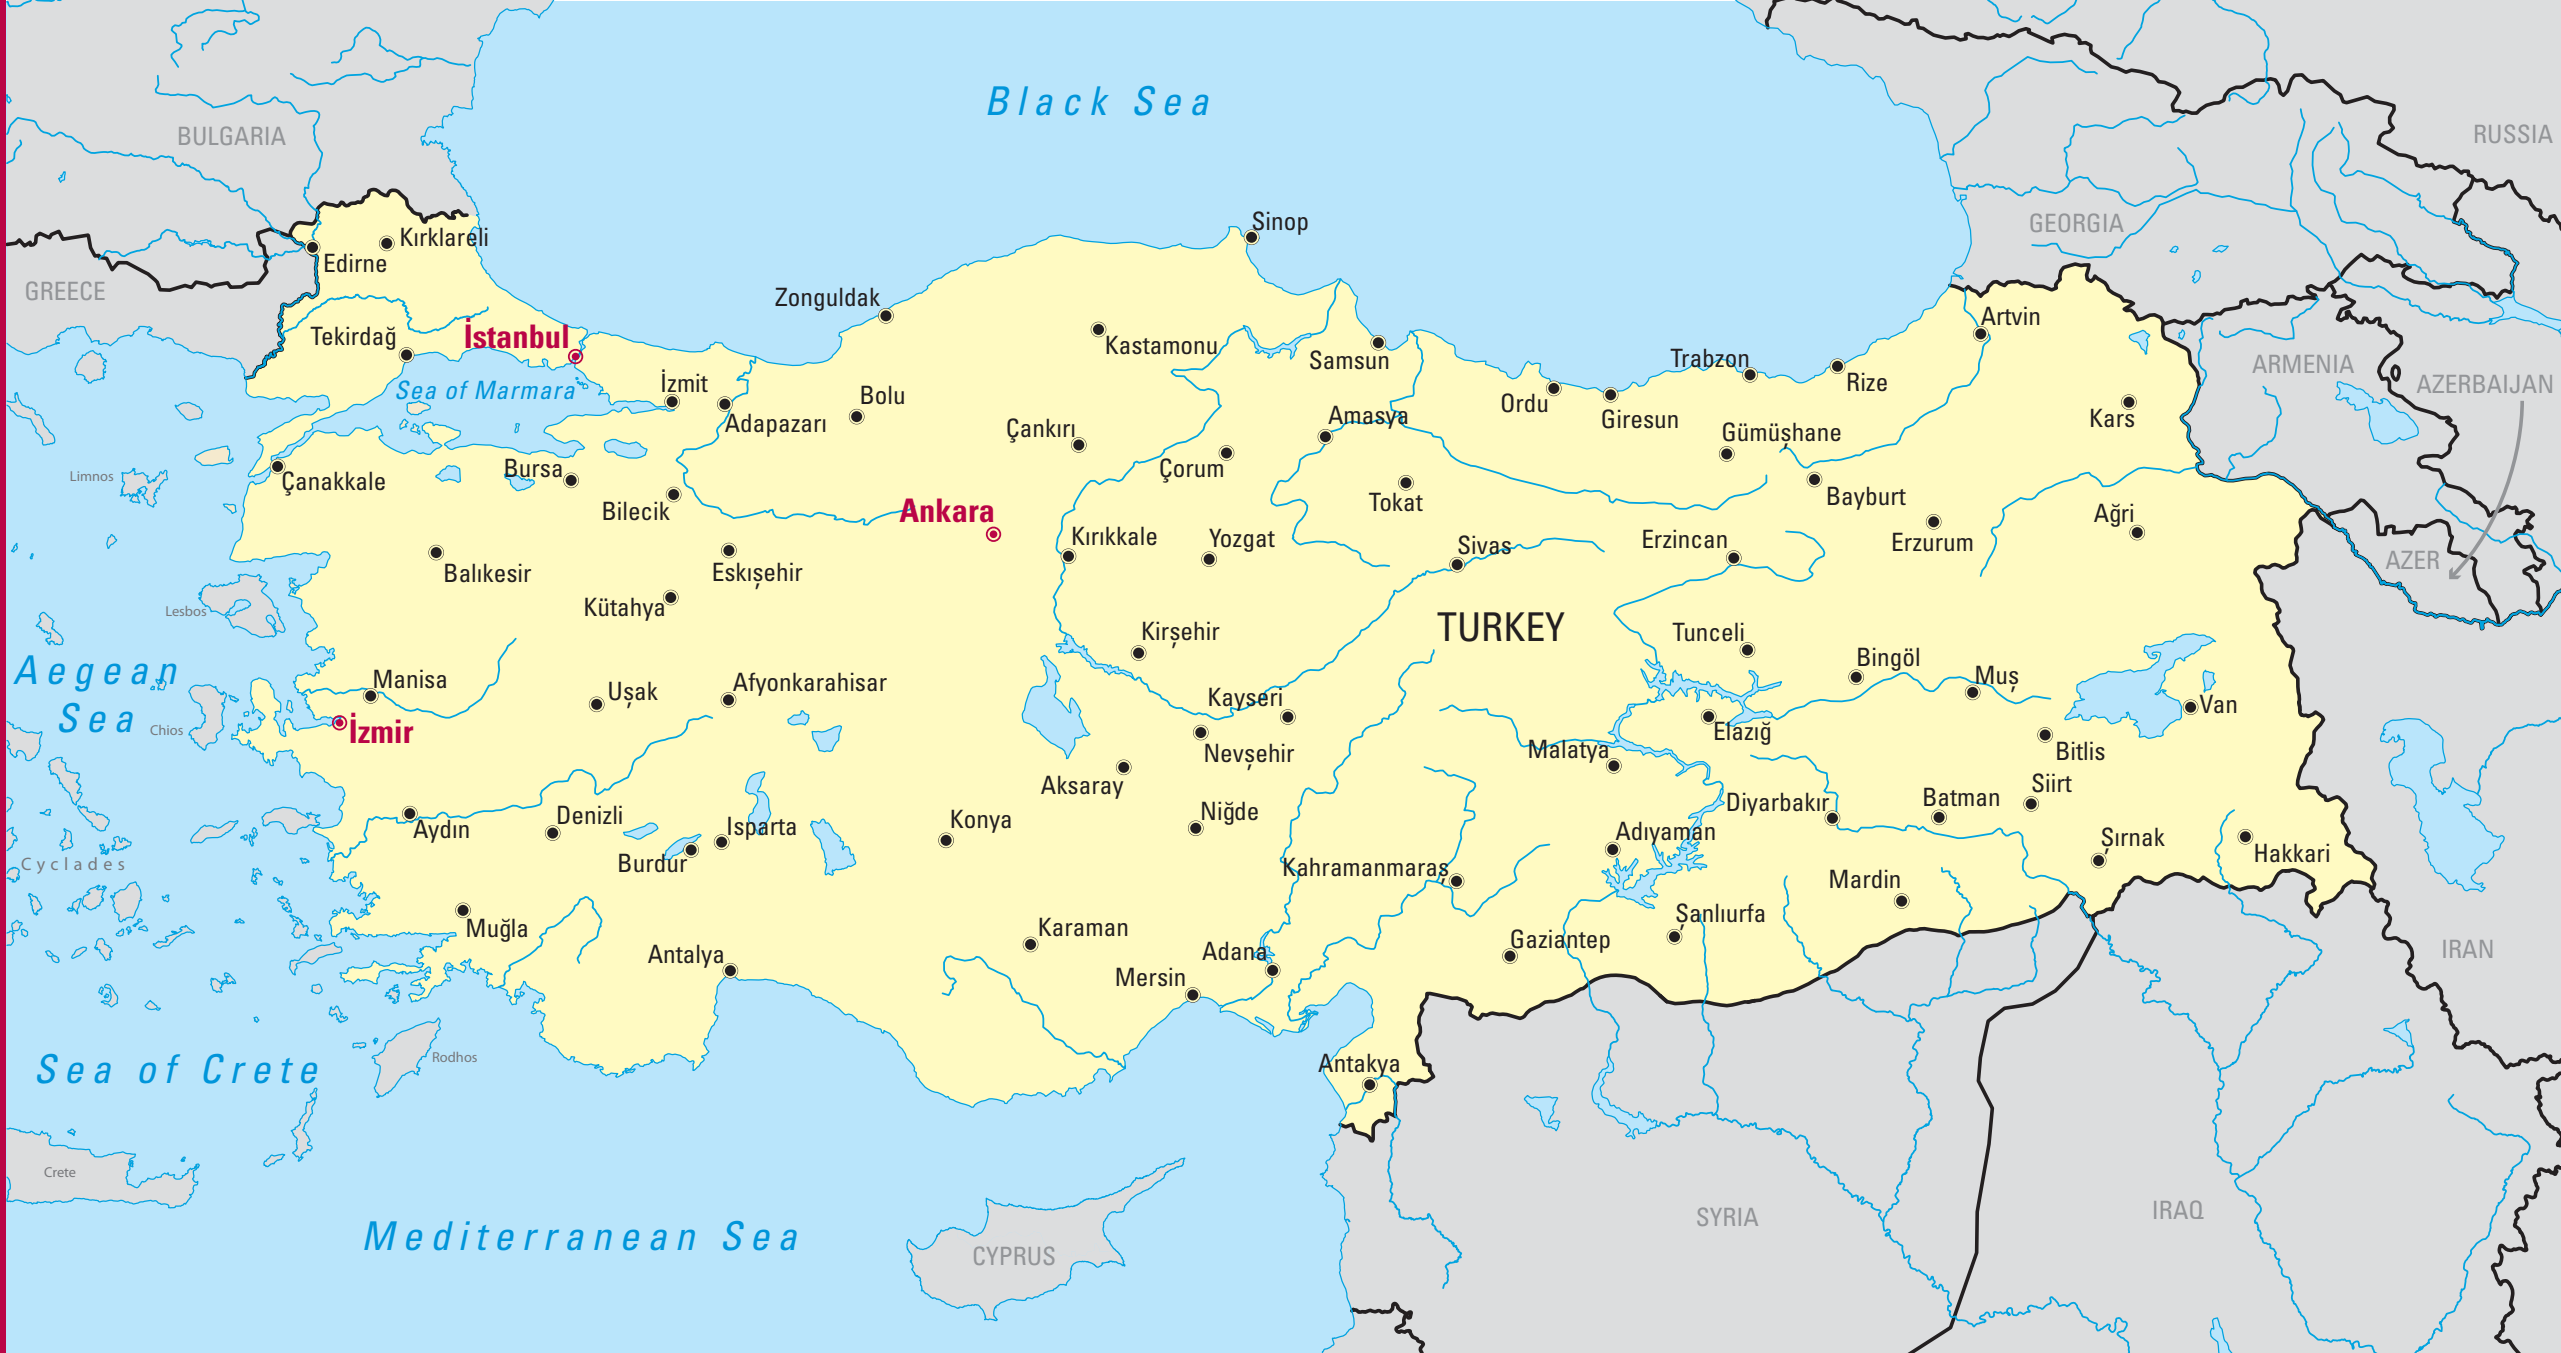 Black Sea
BULGARIA
RUSSIA
GEORGIA
Sinop
Kırklareli
Edirne
GREECE
Zonguldak
Artvin
Tekirdağ
İstanbul
Kastamonu
Samsun
Trabzon
Rize
ARMENIA
AZERBAIJAN
Sea of Marmara
İzmit
Adapazarı
Bolu
Ordu
Giresun
Kars
Çankırı
Amasya
Gümüşhane
Limnos
Çanakkale
Bursa
Çorum
Bilecik
Ankara
Tokat
Bayburt
Ağri
Kırıkkale
Yozgat
Sivas
Erzincan
Erzurum
AZER
Balıkesir
Eskışehir
Lesbos
Kütahya
TURKEY
Kirşehir
Tunceli
Bingöl
Aegean
Sea
Manisa
Uşak
Afyonkarahisar
Kayseri
Muş
Van
Chios
İzmir
Nevşehir
Malatya
Elazığ
Bitlis
Aksaray
Siirt
Aydın
Denizli
Isparta
Konya
Niğde
Diyarbakır
Batman
Burdur
Adıyaman
Şırnak
Hakkari
Cyclades
Kahramanmaraş
Mardin
Muğla
Karaman
Gaziantep
Şanlıurfa
Antalya
Adana
Mersin
IRAN
Sea of Crete
Rodhos
Antakya
Crete
Mediterranean Sea
CYPRUS
SYRIA
IRAQ